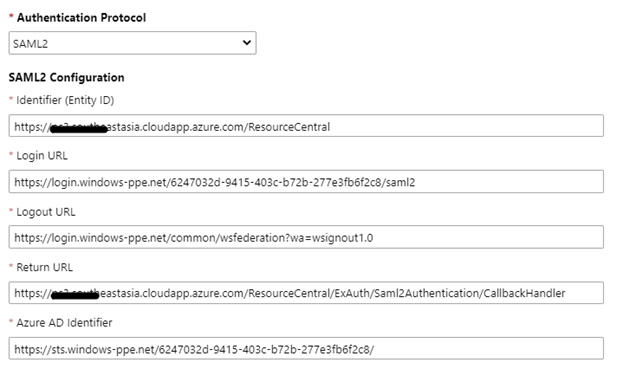 * Authentication Protocol
SAML2
SAML2 Configuration
* Identifier (Entity ID)
https:// astasia.cloudapp.azure.com/ResourceCentral
* Login URL
https://login.windows-ppe.net/6247032d-9415-403c-b72b-277e3fb6f2c8/saml2
* Logout URL
https://login.windows-ppe.net/common/wsfederation?wa=wsignout1.0
* Return URL
https:// eastasia.cloudapp.azure.com/ResourceCentral/ExAuth/Saml2Authentication/CallbackHandler
* Azure AD Identifier
https://sts.windows-ppe.net/6247032d-9415-403c-b72b-277e3fb6f2c8/